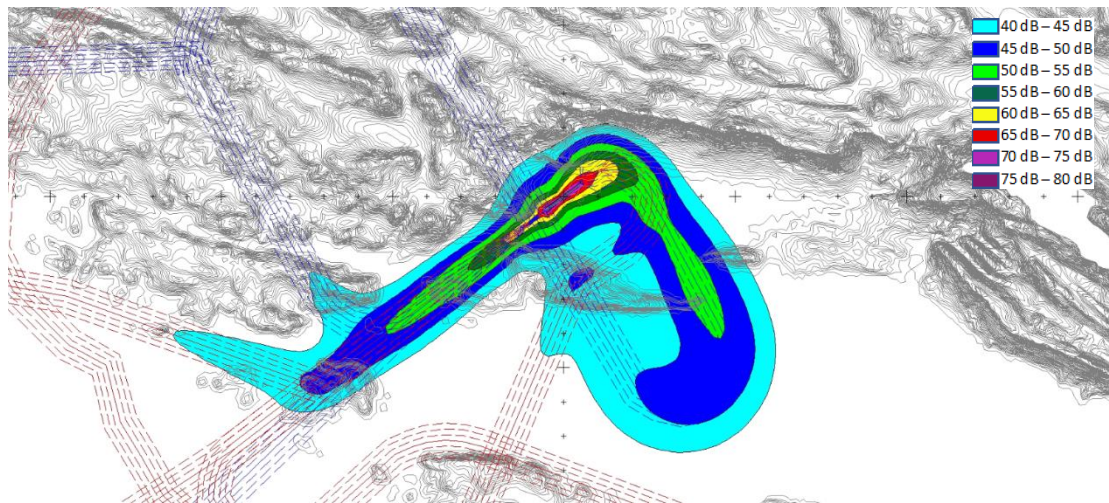 40 dB – 45 dB
45 dB – 50 dB
50 dB – 55 dB
55 dB – 60 dB
60 dB – 65 dB
65 dB – 70 dB
70 dB – 75 dB
75 dB – 80 dB